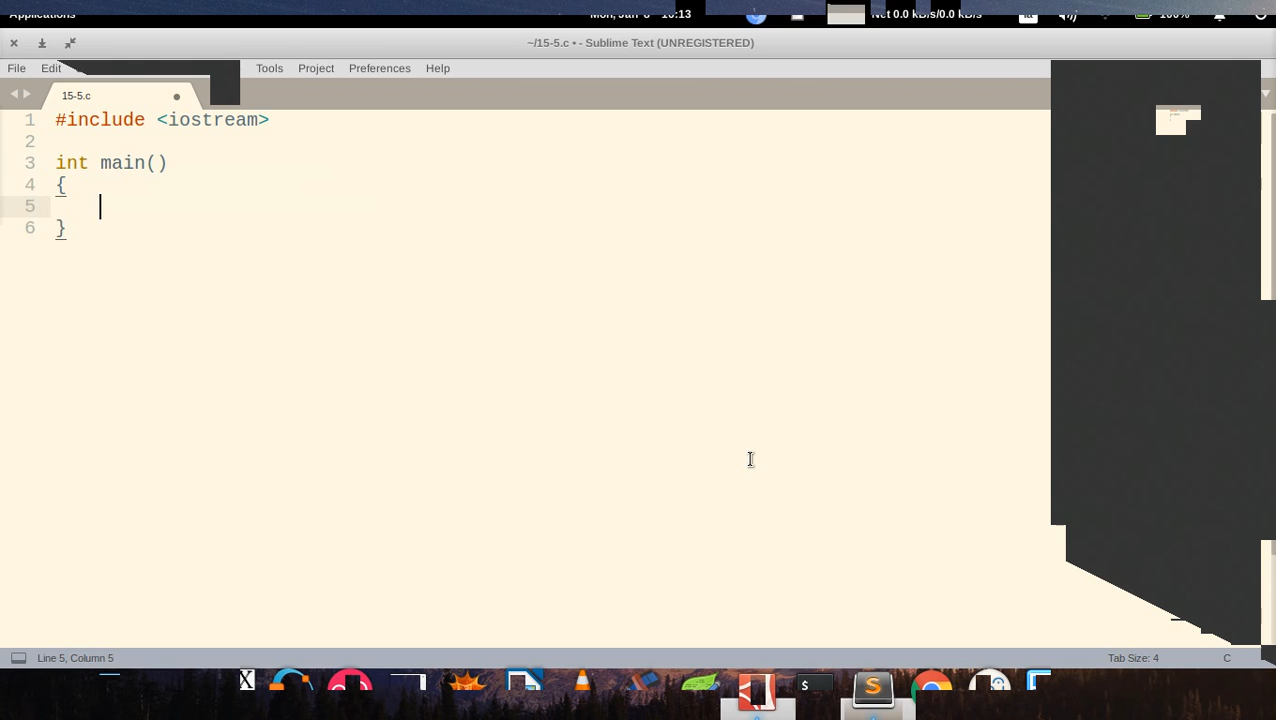 Applications
Net 0.0 kB/s/0.0 kB/s
100%
~/15-5.c • - Sublime Text (UNREGISTERED)
File Edit Tools Project Preferences Help
15-5.c
1 #include <iostream>
2
3 int main()
4 {
5
6 }
Line 5, Column 5 Tab Size: 4 C
X $ S